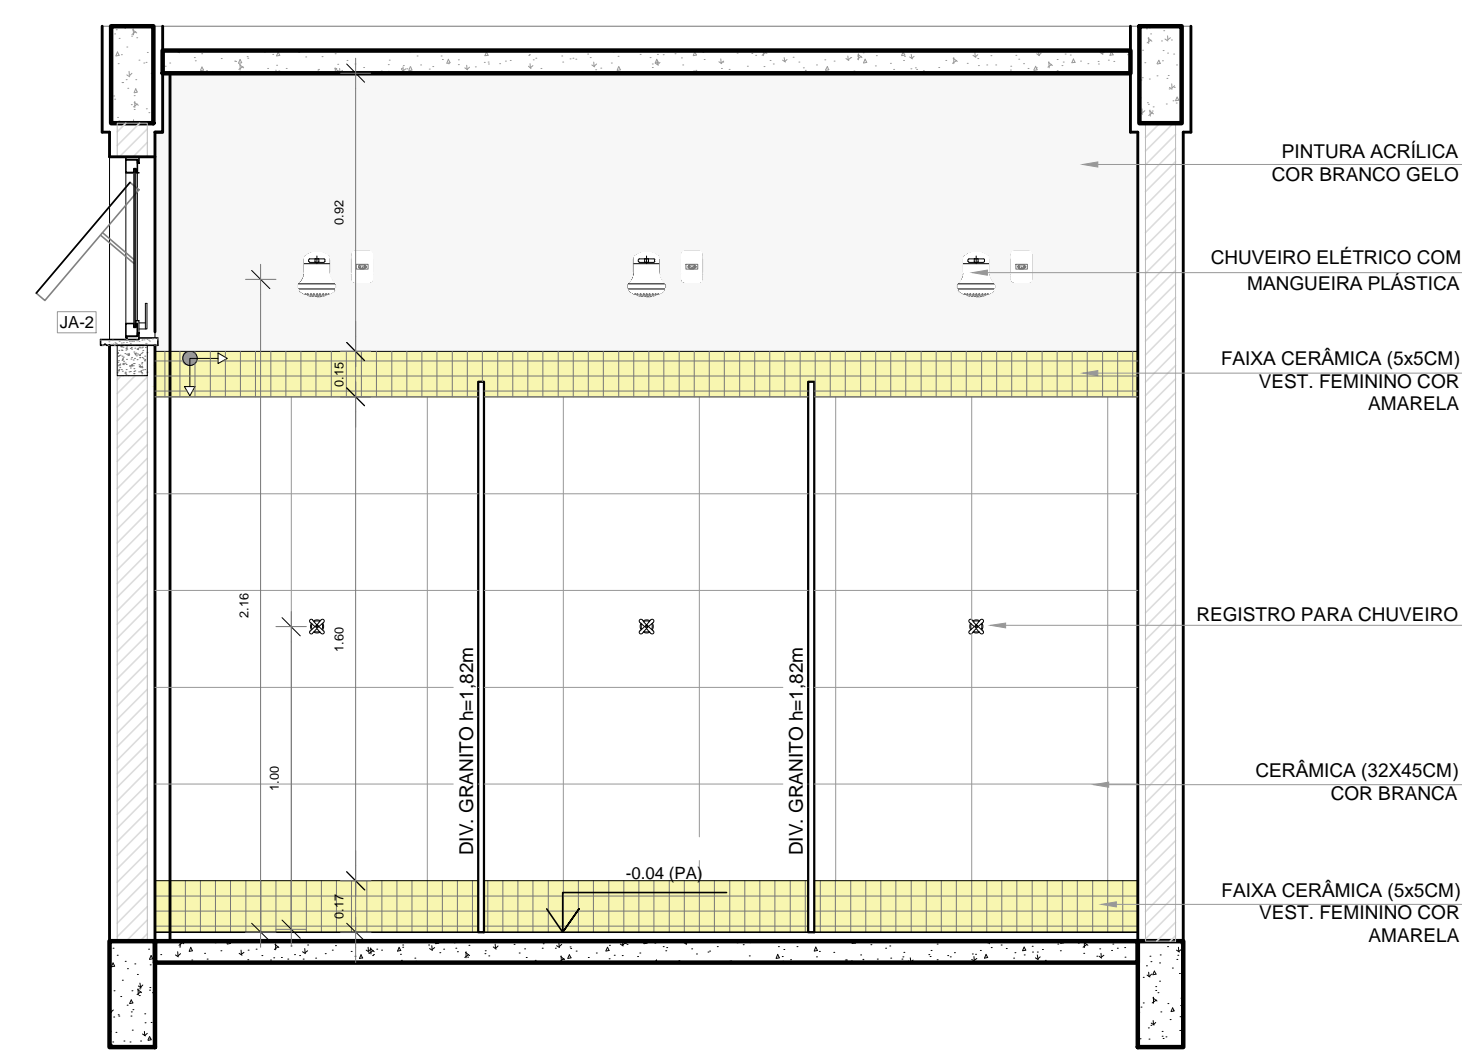 PINTURA ACRÍLICA
COR BRANCO GELO
0.92
CHUVEIRO ELÉTRICO COM
MANGUEIRA PLÁSTICA
JA-2
FAIXA CERÂMICA (5x5CM)
VEST. FEMININO COR
AMARELA
0.15
2.16
1.60
REGISTRO PARA CHUVEIRO
DIV. GRANITO h=1,82m
DIV. GRANITO h=1,82m
1.00
CERÂMICA (32X45CM)
COR BRANCA
-0.04 (PA)
0.17
FAIXA CERÂMICA (5x5CM)
VEST. FEMININO COR
AMARELA